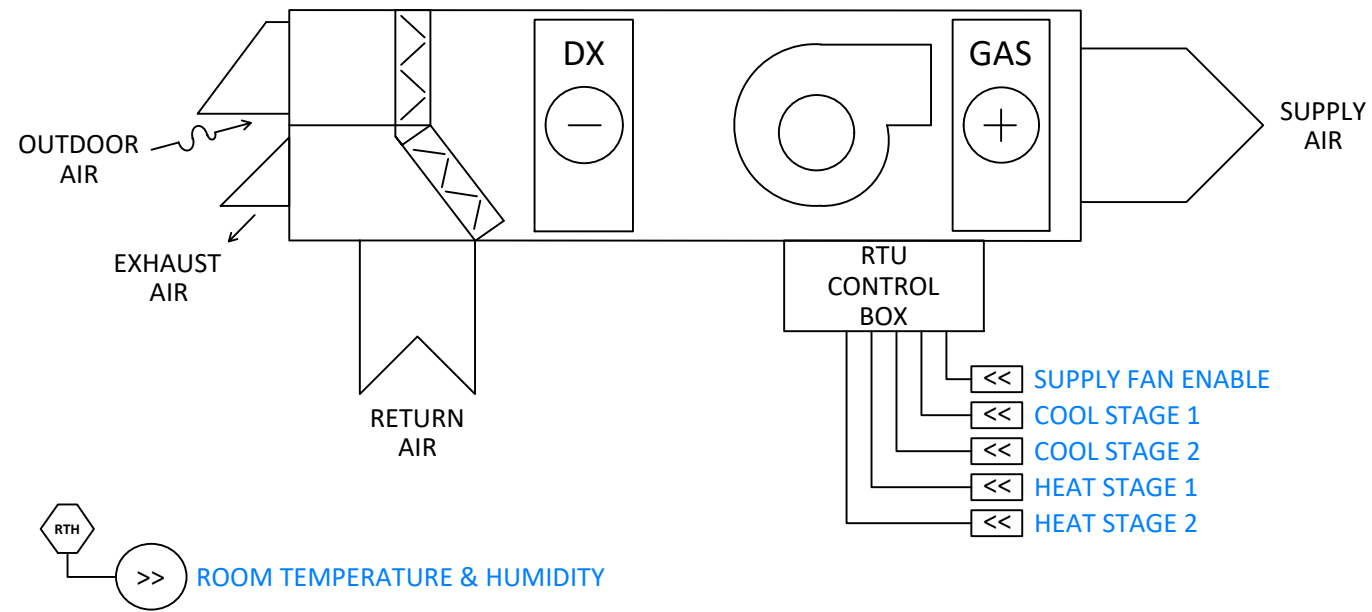 DX
GAS
OUTDOOR
AIR
SUPPLY
AIR
EXHAUST
AIR
RTU
CONTROL
BOX
RETURN
AIR
<< SUPPLY FAN ENABLE
<< COOL STAGE 1
<< COOL STAGE 2
<< HEAT STAGE 1
<< HEAT STAGE 2
RTH
>> ROOM TEMPERATURE & HUMIDITY